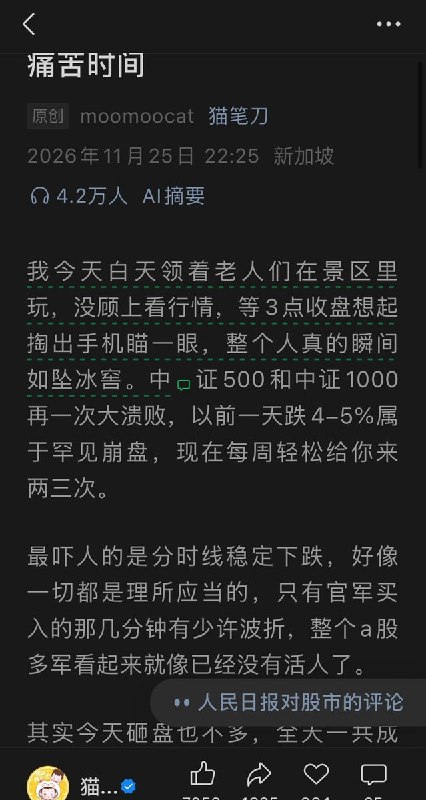 痛苦时间
原创 moomoocat 猫笔刀
2026年11月25日 22:25 新加坡
4.2万人 AI摘要
我今天白天领着老人们在景区里
玩，没顾上看行情，等3点收盘想起
掏出手机瞄一眼，整个人真的瞬间
如坠冰窖。中证500和中证1000
再一次大溃败，以前一天跌4–5%属
于罕见崩盘，现在每周轻松给你来
两三次。
最吓人的是分时线稳定下跌，好像
一切都是理所应当的，只有官军买
入的那几分钟有少许波折，整个a股
多军看起来就像已经没有活人了。
人民日报对股市的评论
其实今天砸盘也不多，全天一共成
猫...